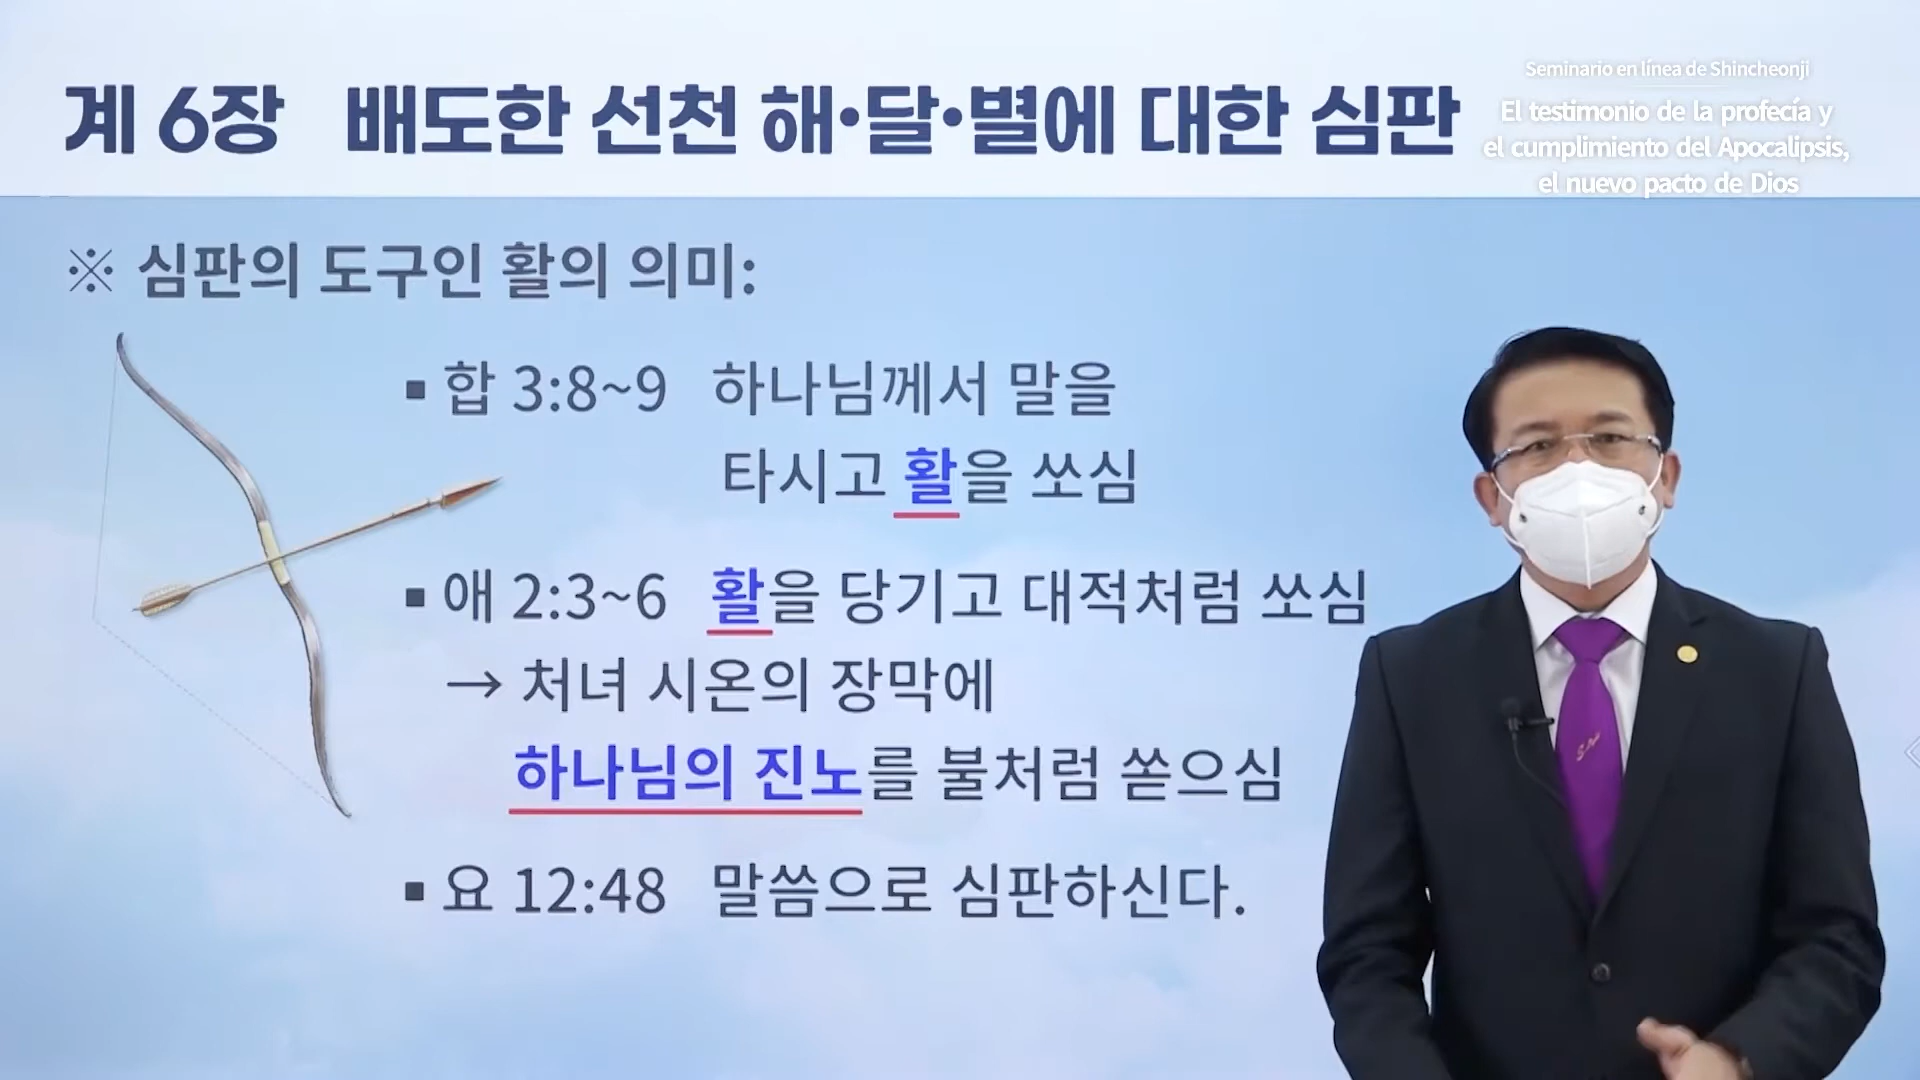 계 6장 배도한 선천 해·달·별에 대한 심판
Seminario en línea de Shincheonji
El testimonio de la profecía y
el cumplimiento del Apocalipsis,
el nuevo pacto de Dios
※ 심판의 도구인 활의 의미:
▪ 합 3:8~9 하나님께서 말을
타시고 활을 쏘심
▪ 애 2:3~6 활을 당기고 대적처럼 쏘심
→ 처녀 시온의 장막에
하나님의 진노를 불처럼 쏟으심
▪ 요 12:48 말씀으로 심판하신다.